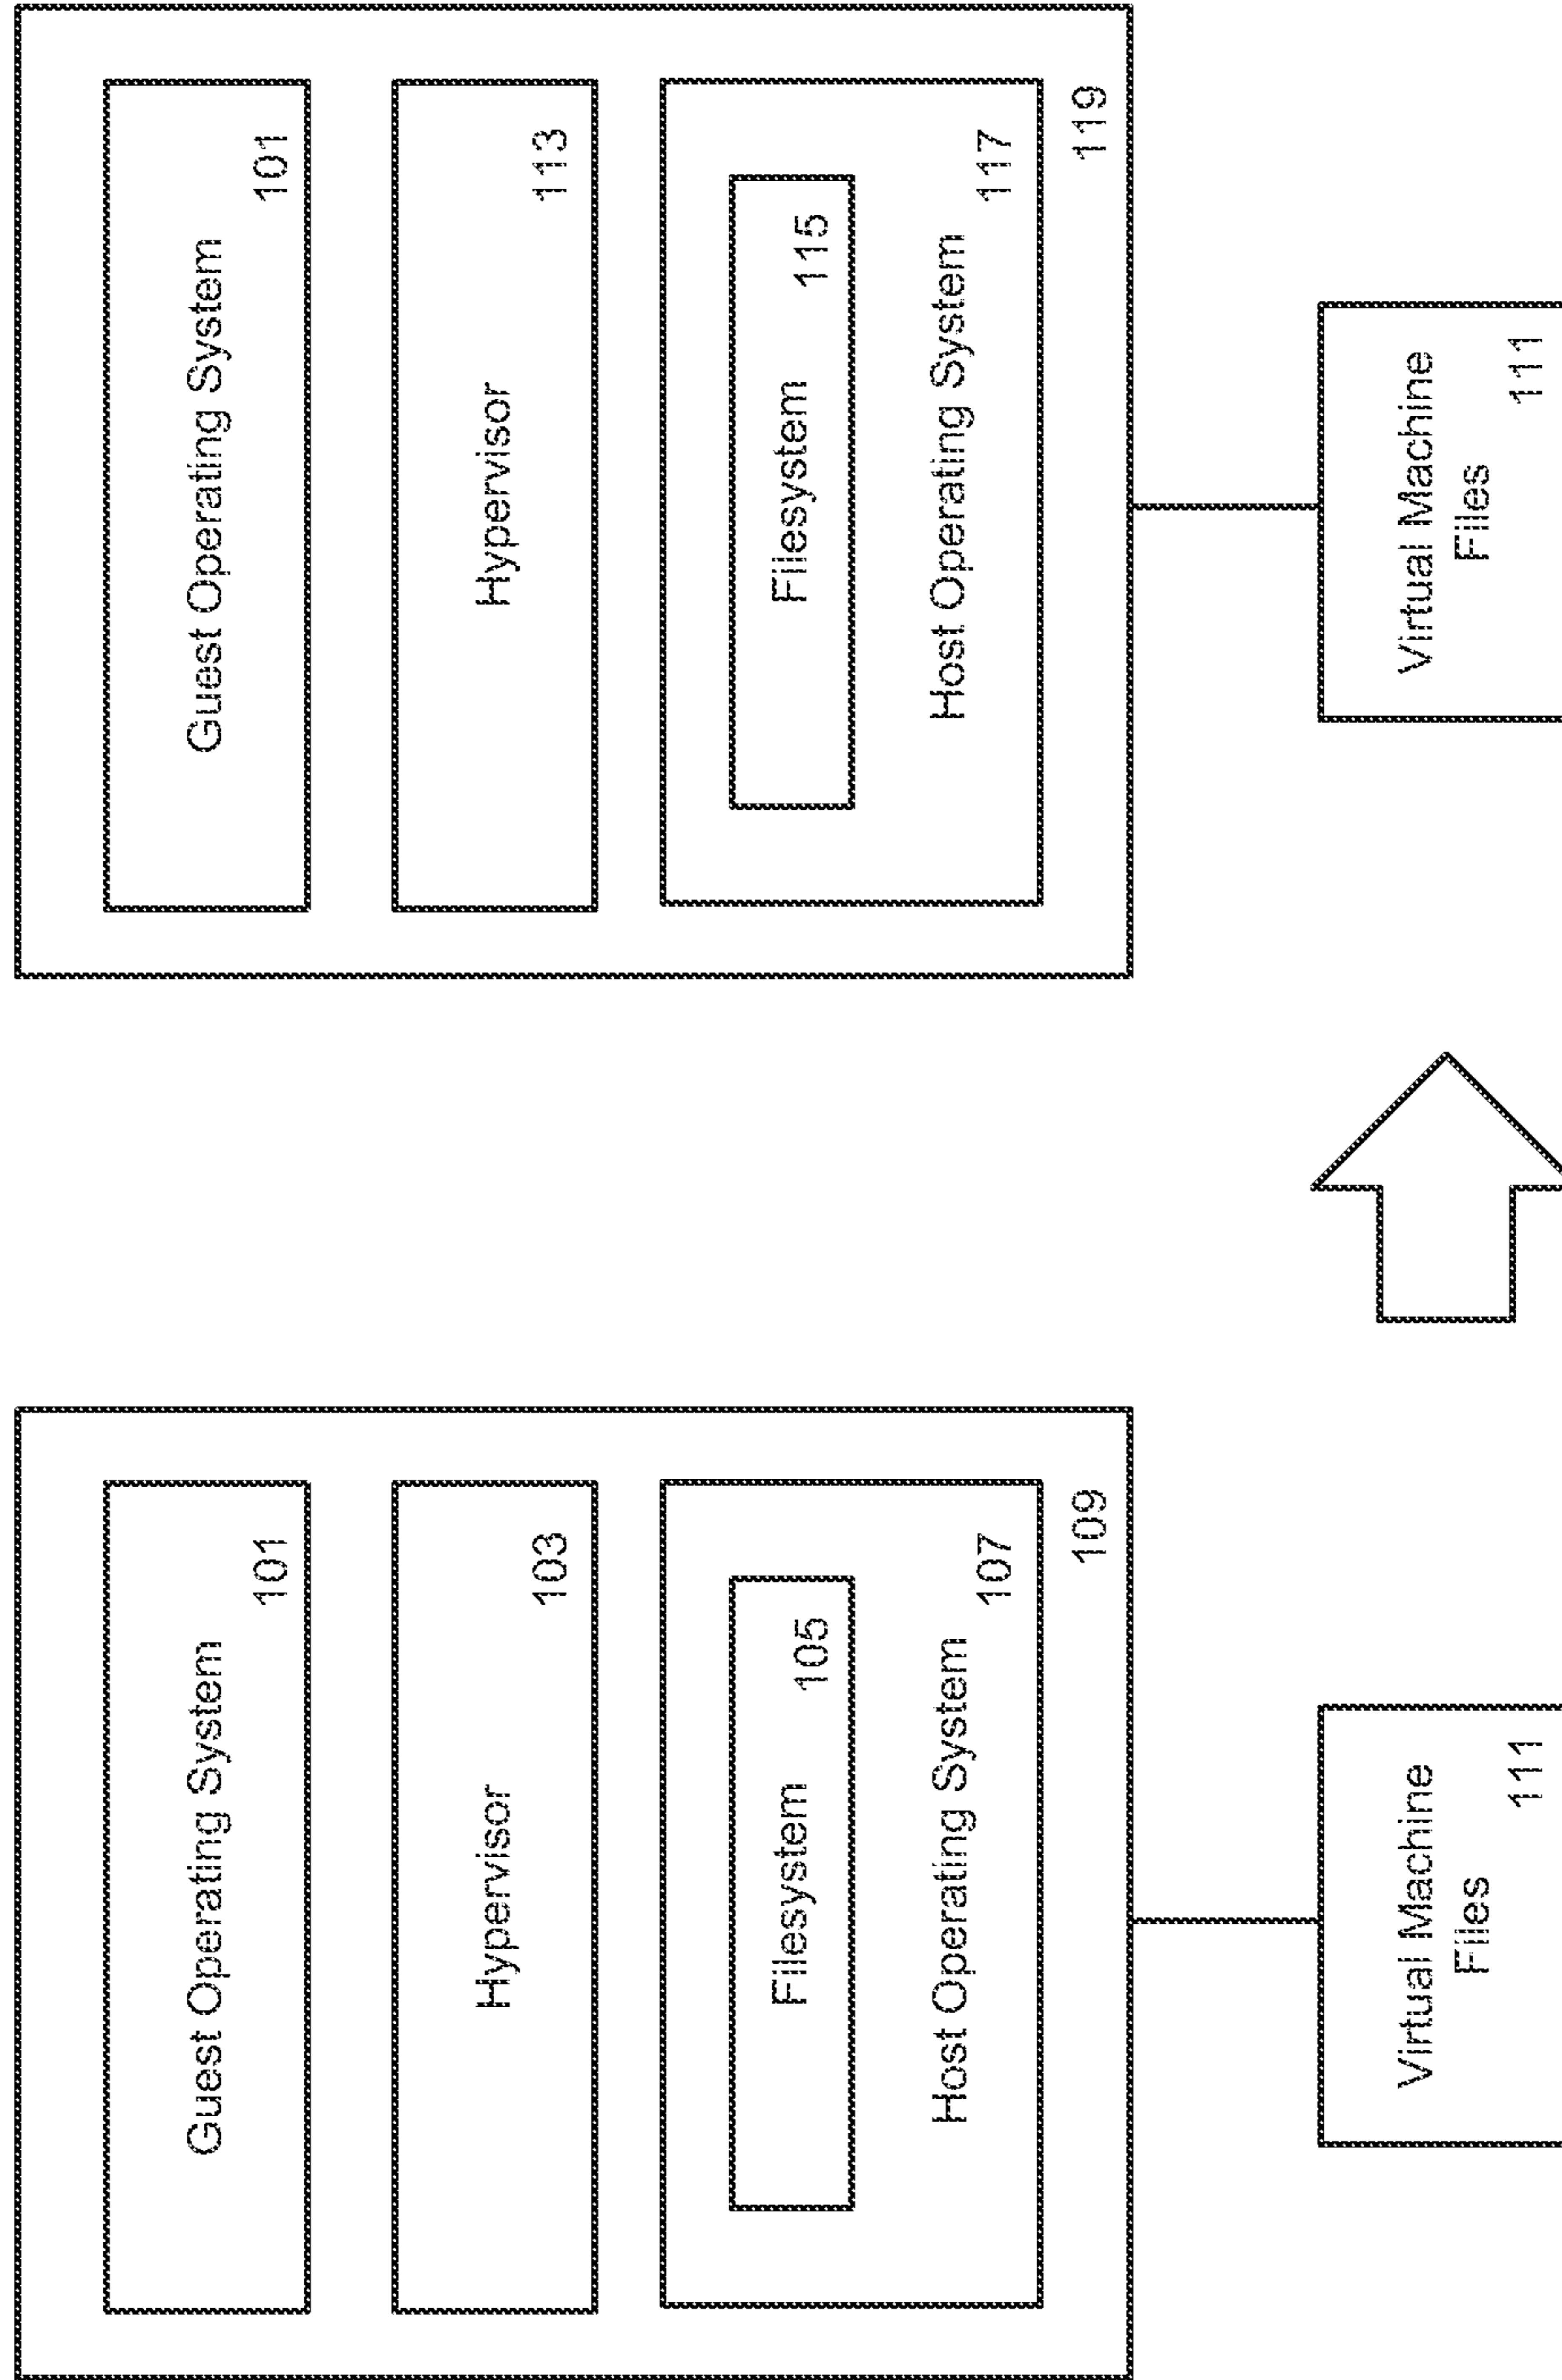 Guest Operating System
101
Hypervisor
103
Filesystem
105
Host Operating System
107
109
Virtual Machine
Files
111
Guest Operating System
101
Hypervisor
113
Filesystem
115
Host Operating System
117
119
Virtual Machine
Files
111